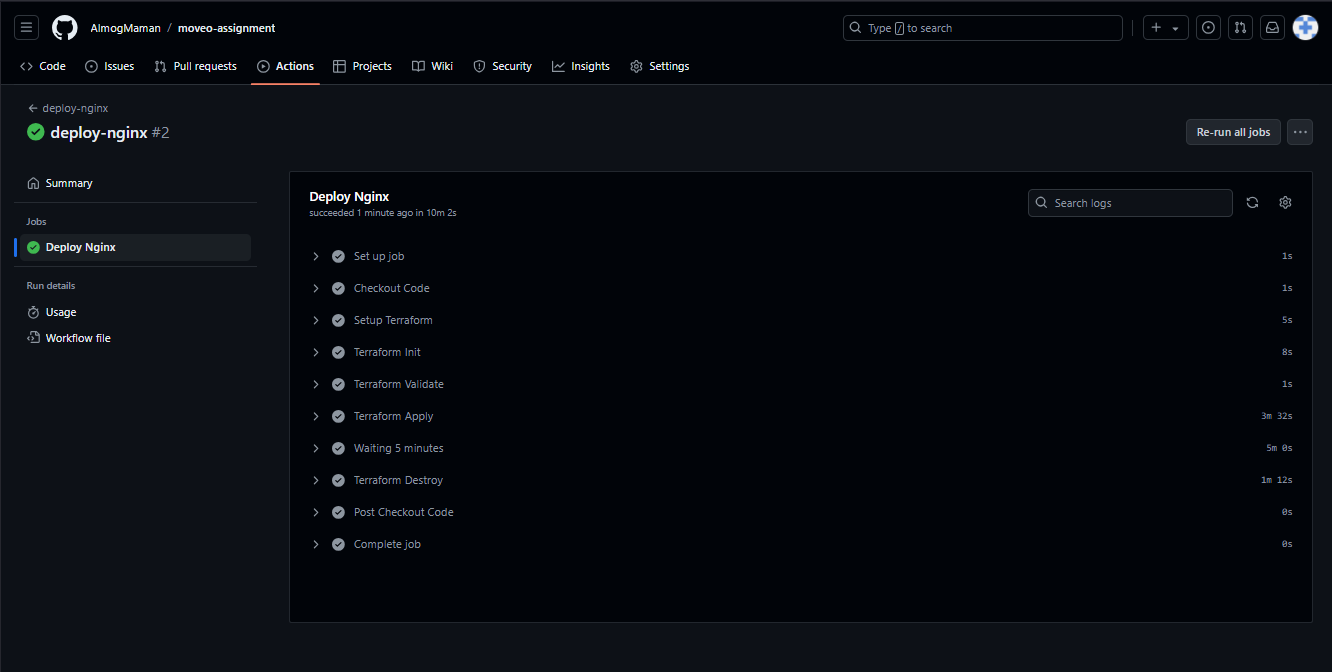 AlmogMaman / moveo-assignment
Type / to search
Code Issues Pull requests Actions Projects Wiki Security Insights Settings
deploy-nginx
deploy-nginx #2
Re-run all jobs
Summary
Jobs
Deploy Nginx
Run details
Usage
Workflow file
Deploy Nginx
succeeded 1 minute ago in 10m 2s
Search logs
Set up job 1s
Checkout Code 1s
Setup Terraform 5s
Terraform Init 8s
Terraform Validate 1s
Terraform Apply 3m 32s
Waiting 5 minutes 5m 0s
Terraform Destroy 1m 12s
Post Checkout Code 0s
Complete job 0s